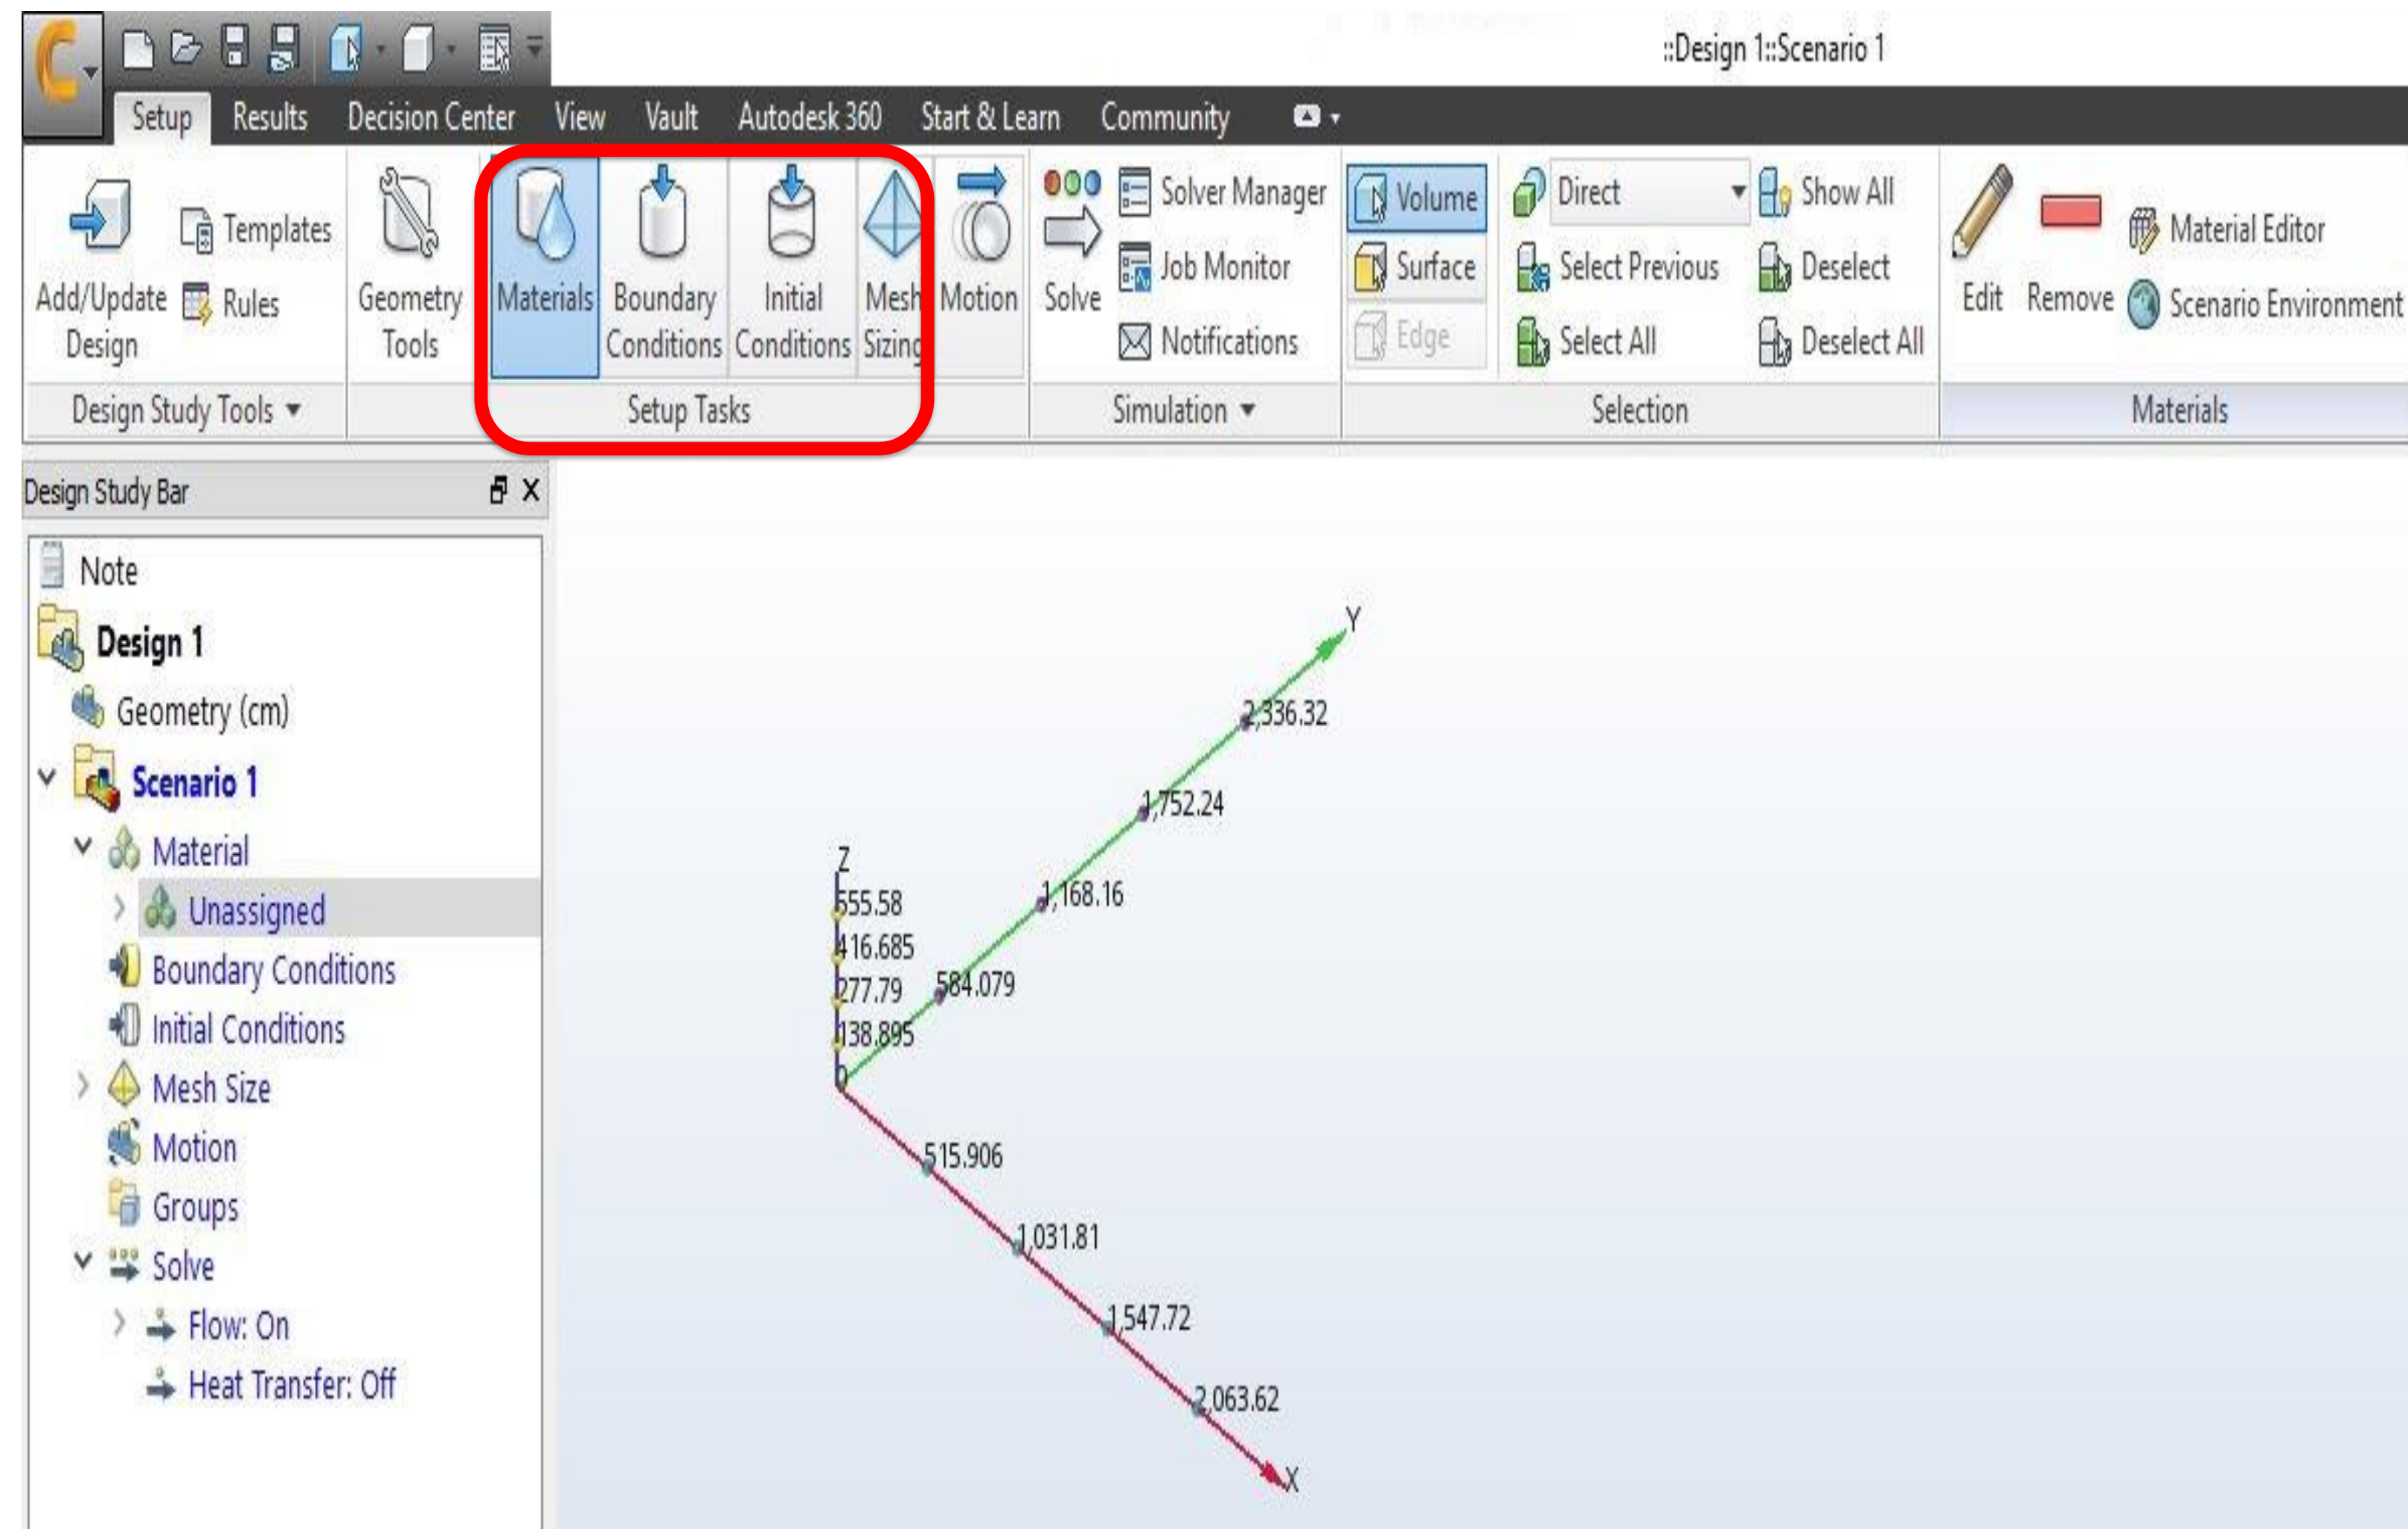 ::Design 1::Scenario 1
Setup Results Decision Center View Vault Autodesk 360 Start & Learn Community
Add/Update Design
Templates
Rules
Geometry Tools
Materials
Boundary Conditions
Initial Conditions
Mesh Sizing
Motion
Solve
Solver Manager
Job Monitor
Notifications
Volume
Surface
Edge
Direct
Select Previous
Select All
Show All
Deselect
Deselect All
Edit
Remove
Material Editor
Scenario Environment
Design Study Tools
Setup Tasks
Simulation
Selection
Materials
Design Study Bar
Note
Design 1
Geometry (cm)
Scenario 1
Material
Unassigned
Boundary Conditions
Initial Conditions
Mesh Size
Motion
Groups
Solve
Flow: On
Heat Transfer: Off
Y
2,336.32
1,752.24
1,168.16
584.079
Z
555.58
416.685
277.79
138.895
0
515.906
1,031.81
1,547.72
2,063.62
X